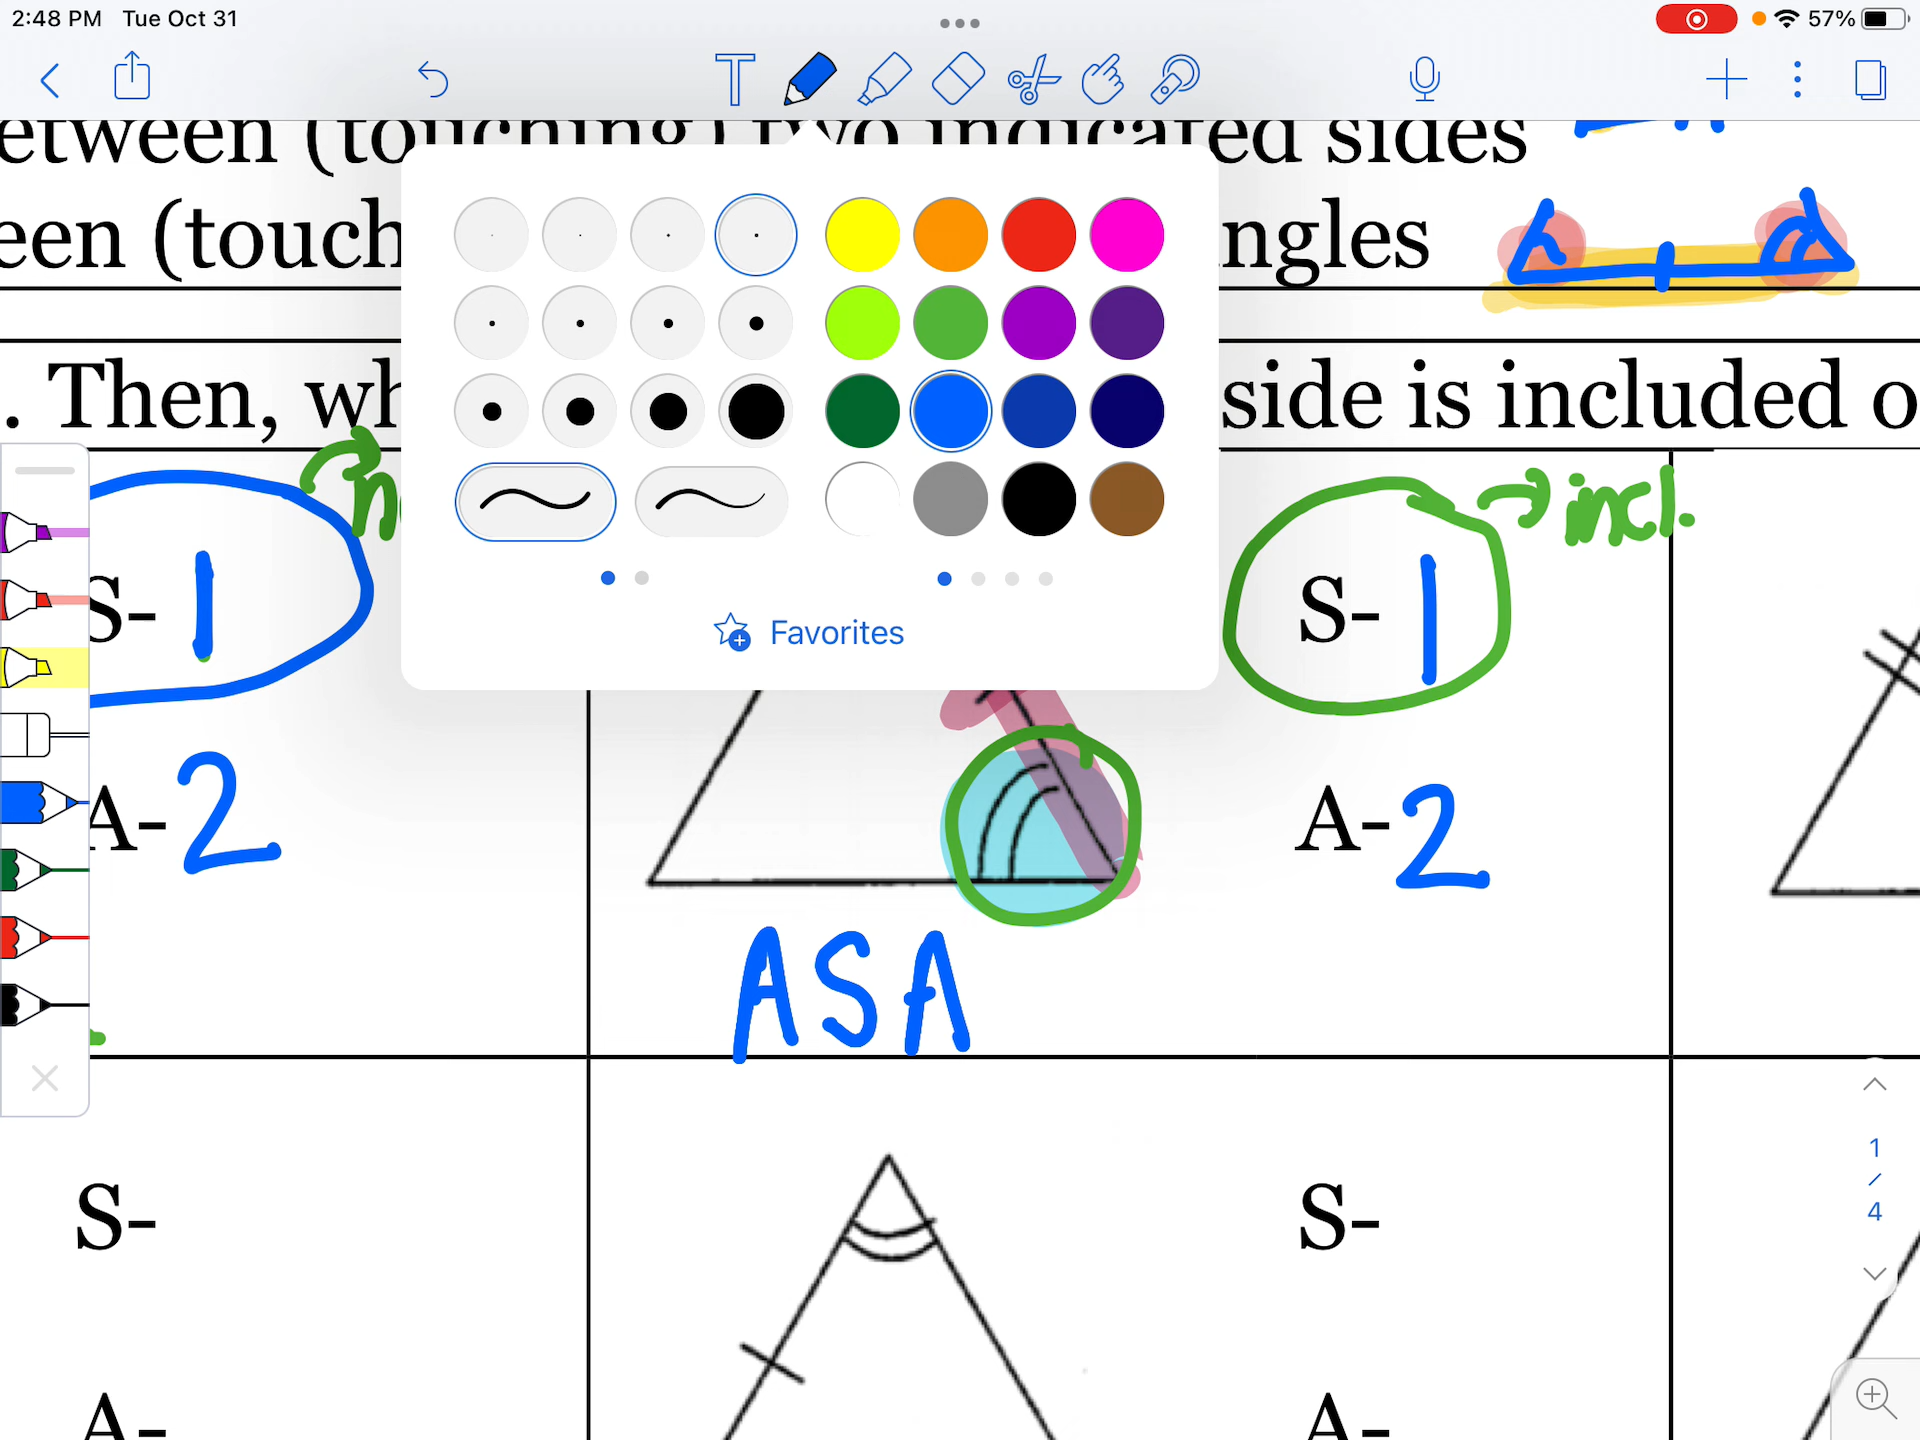 2:48 PM Tue Oct 31
57%
T
etween (touching) two indicated sides
een (touch
ngles
. Then, wh
side is included o
→ incl.
S- 1
S- 1
Favorites
A- 2
A- 2
ASA
1
/
4
S-
S-
A-
A-